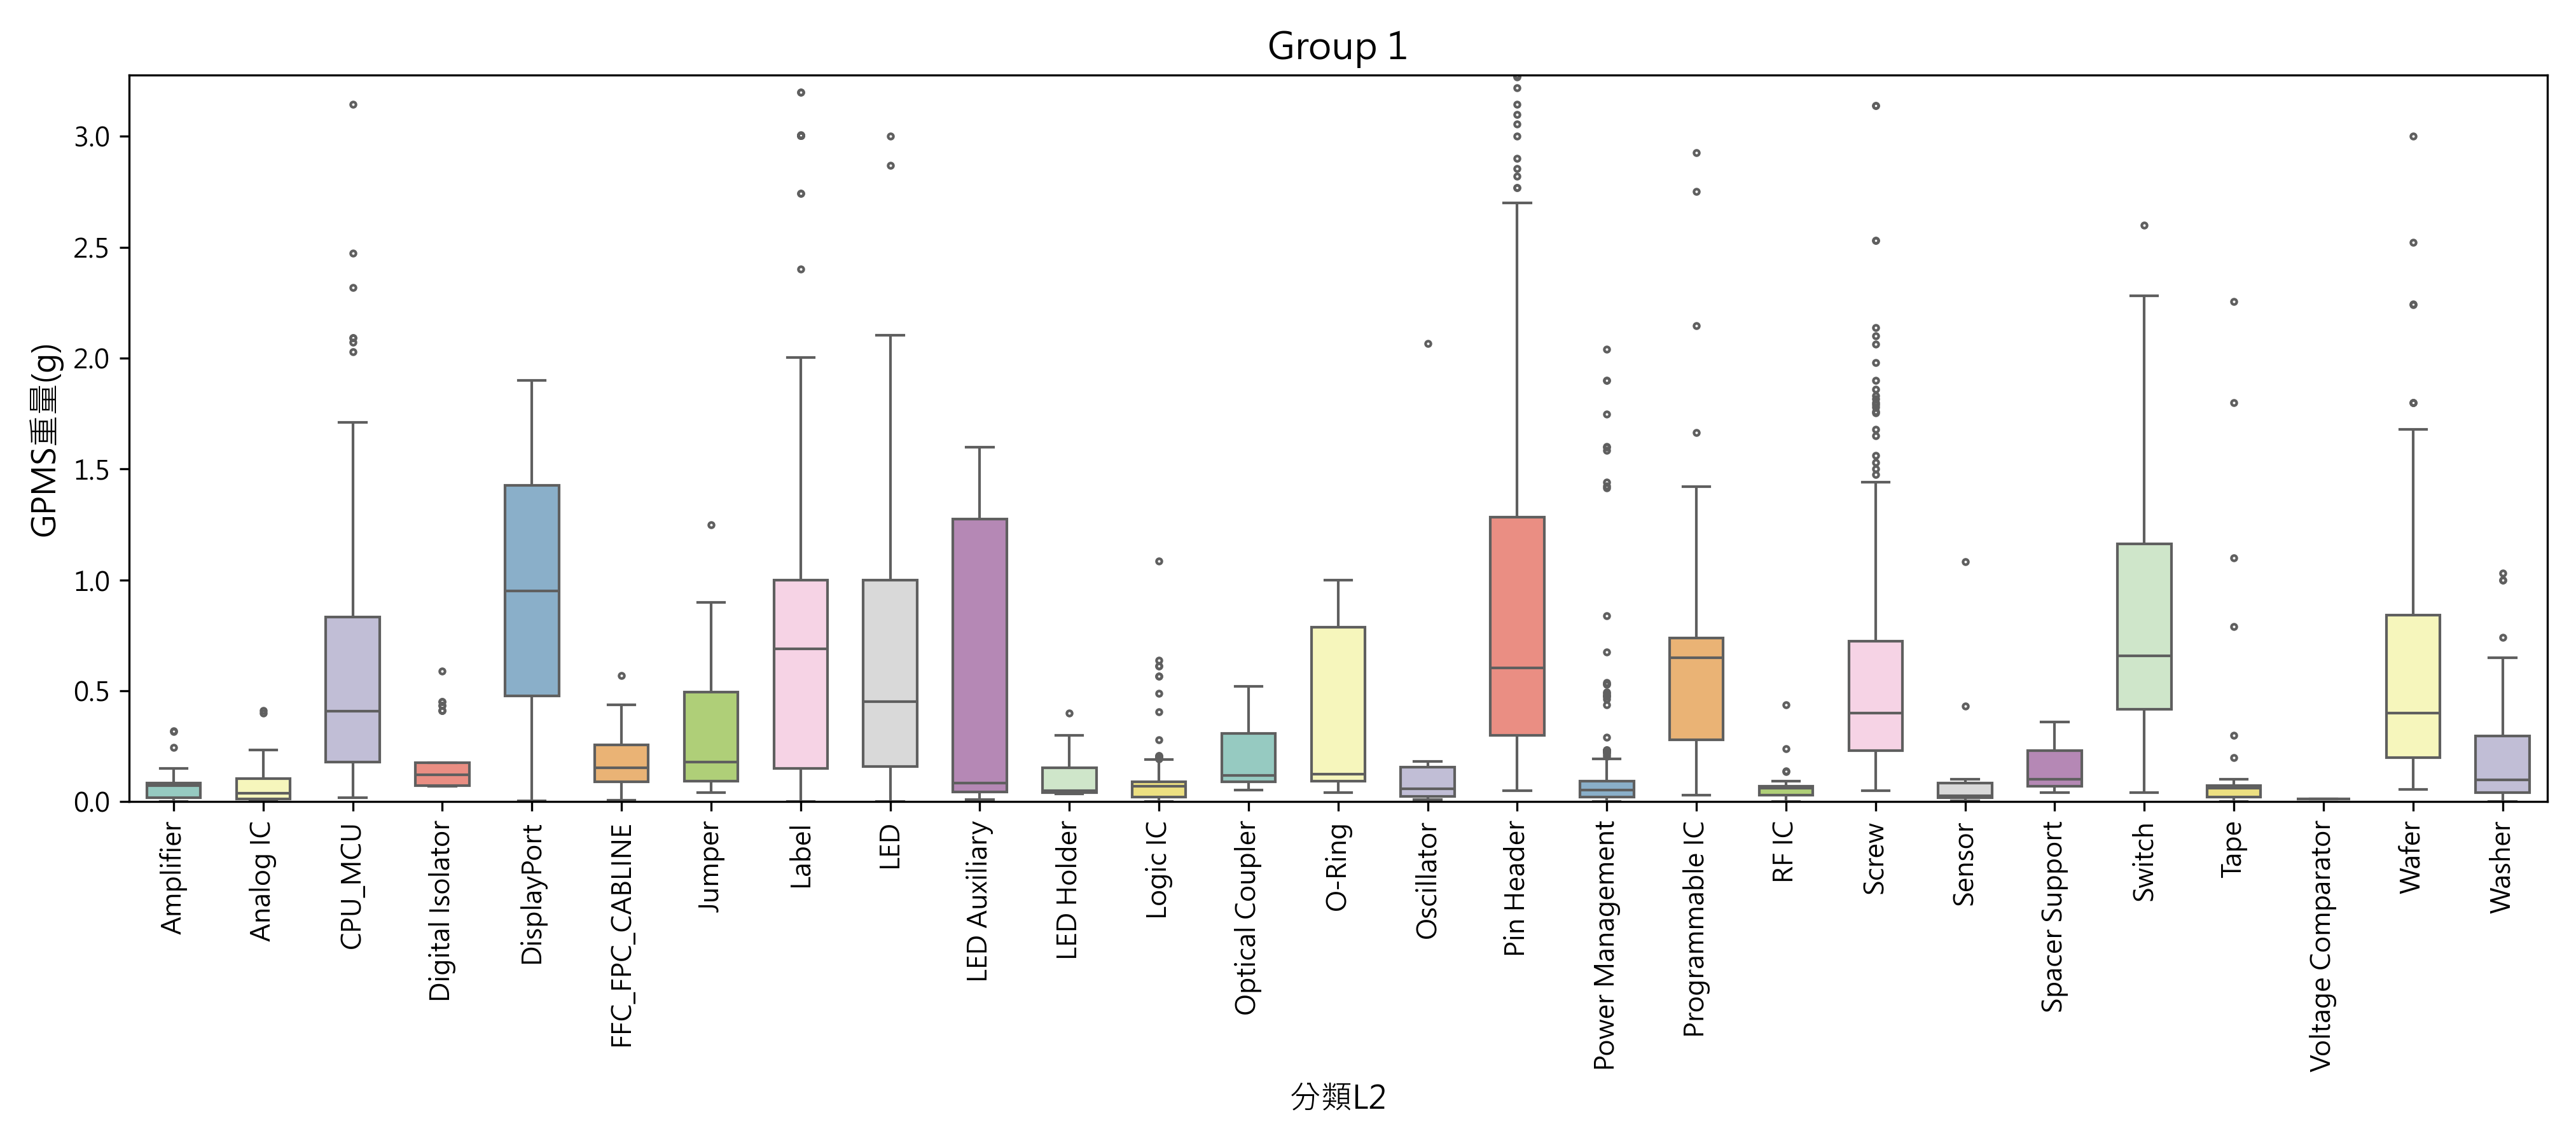 Group 1
GPMS重量(g)
3.0
2.5
2.0
1.5
1.0
0.5
0.0
Amplifier
Analog IC
CPU_MCU
Digital Isolator
DisplayPort
FFC_FPC_CABLINE
Jumper
Label
LED
LED Auxiliary
LED Holder
Logic IC
Optical Coupler
O-Ring
Oscillator
Pin Header
Power Management
Programmable IC
RF IC
Screw
Sensor
Spacer Support
Switch
Tape
Voltage Comparator
Wafer
Washer
分類L2